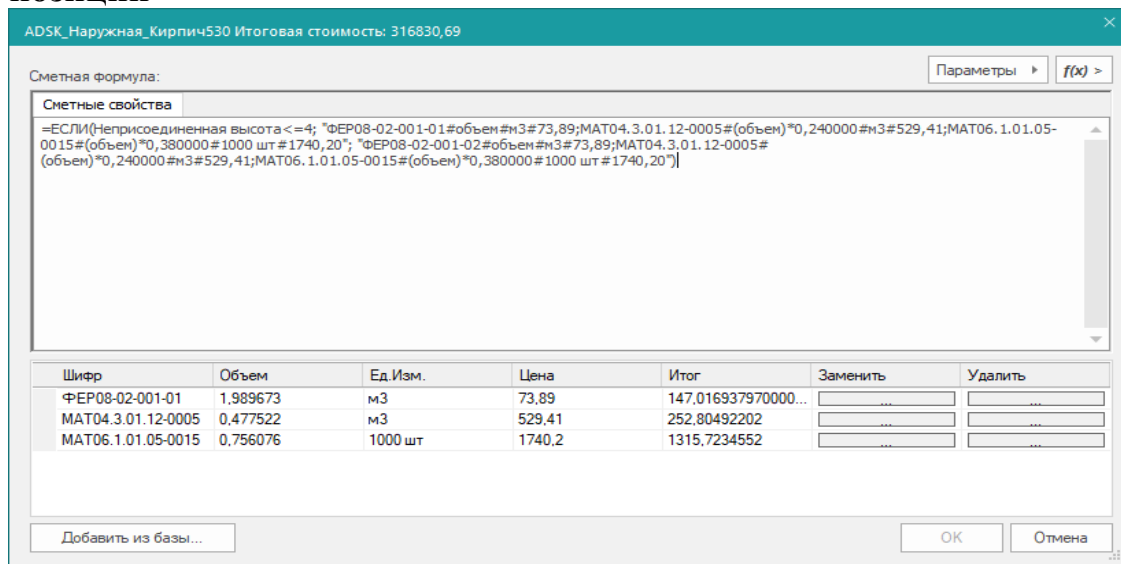 позиции
ADSK_Наружная_Кирпич530 Итоговая стоимость: 316830,69
Сметная формула:
Параметры
f(x) >
Сметные свойства
=ЕСЛИ(Неприсоединенная высота<=4; "ФЕР08-02-001-01#объем#м3#73,89;МАТ04.3.01.12-0005#(объем)*0,240000#м3#529,41;МАТ06.1.01.05-
0015#(объем)*0,380000#1000 шт#1740,20"; "ФЕР08-02-001-02#объем#м3#73,89;МАТ04.3.01.12-0005#
(объем)*0,240000#м3#529,41;МАТ06.1.01.05-0015#(объем)*0,380000#1000 шт#1740,20")
Шифр Объем Ед.Изм. Цена Итог Заменить Удалить
ФЕР08-02-001-01 1,989673 м3 73,89 147,016937970000... ... ...
МАТ04.3.01.12-0005 0,477522 м3 529,41 252,80492202 ... ...
МАТ06.1.01.05-0015 0,756076 1000 шт 1740,2 1315,7234552 ... ...
Добавить из базы...
OK
Отмена